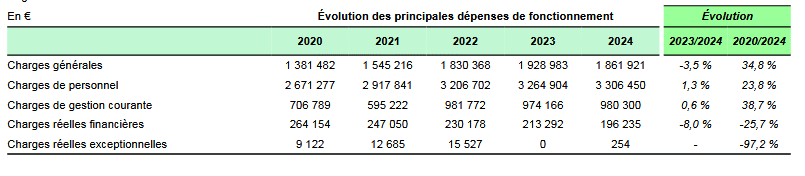 En € Évolution des principales dépenses de fonctionnement Évolution
2020 2021 2022 2023 2024 2023/2024 2020/2024
Charges générales 1 381 482 1 545 216 1 830 368 1 928 983 1 861 921 -3,5 % 34,8 %
Charges de personnel 2 671 277 2 917 841 3 206 702 3 264 904 3 306 450 1,3 % 23,8 %
Charges de gestion courante 706 789 595 222 981 772 974 166 980 300 0,6 % 38,7 %
Charges réelles financières 264 154 247 050 230 178 213 292 196 235 -8,0 % -25,7 %
Charges réelles exceptionnelles 9 122 12 685 15 527 0 254 - -97,2 %